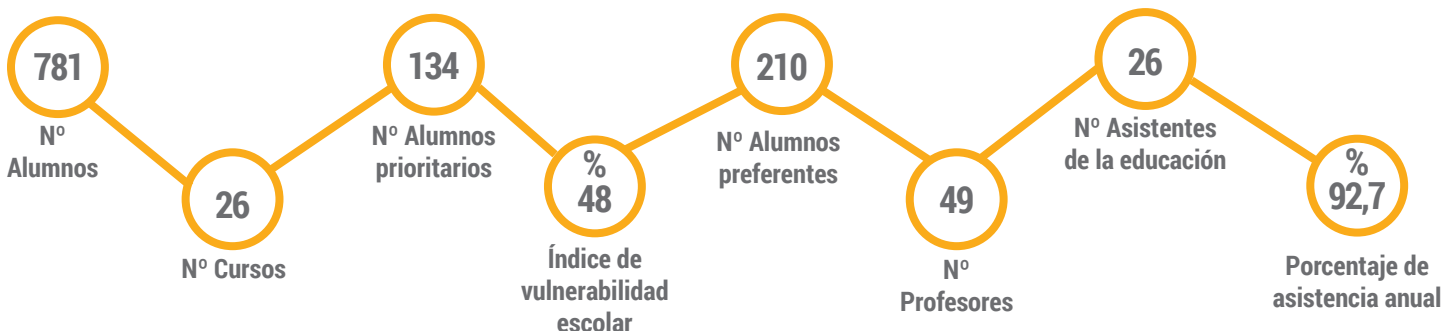 781
Nº
Alumnos
26
Nº Cursos
134
Nº Alumnos
prioritarios
%
48
Índice de
vulnerabilidad
escolar
210
Nº Alumnos
preferentes
49
Nº
Profesores
26
Nº Asistentes
de la educación
%
92,7
Porcentaje de
asistencia anual